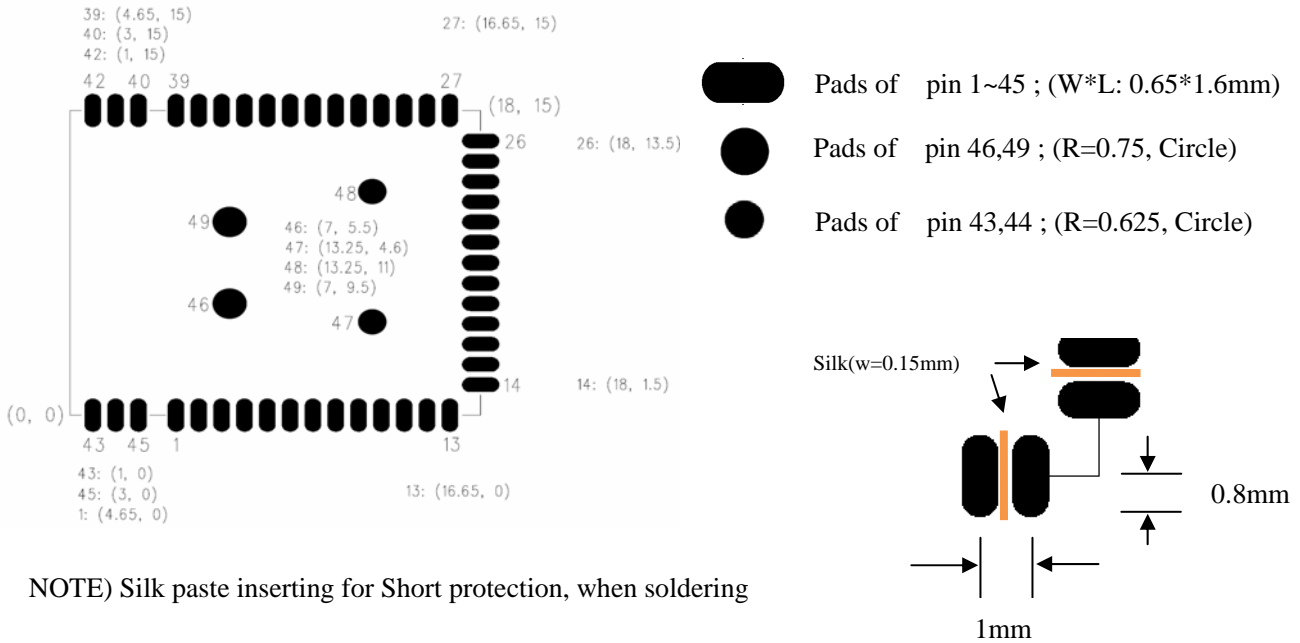 39: (4.65, 15)
40: (3, 15)
42: (1, 15)
27: (16.65, 15)
42 40 39 27
(18, 15)
26
26: (18, 13.5)
48
49
46: (7, 5.5)
47: (13.25, 4.6)
48: (13.25, 11)
49: (7, 9.5)
46
47
14
14: (18, 1.5)
(0, 0)
43 45 1 13
43: (1, 0)
45: (3, 0)
1: (4.65, 0)
13: (16.65, 0)
Pads of pin 1~45 ; (W*L: 0.65*1.6mm)
Pads of pin 46,49 ; (R=0.75, Circle)
Pads of pin 43,44 ; (R=0.625, Circle)
Silk(w=0.15mm)
0.8mm
1mm
NOTE) Silk paste inserting for Short protection, when soldering